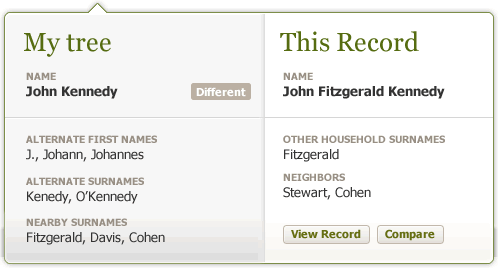 My tree
NAME
John Kennedy
Different
ALTERNATE FIRST NAMES
J., Johann, Johannes
ALTERNATE SURNAMES
Kenedy, O’Kennedy
NEARBY SURNAMES
Fitzgerald, Davis, Cohen
This Record
NAME
John Fitzgerald Kennedy
OTHER HOUSEHOLD SURNAMES
Fitzgerald
NEIGHBORS
Stewart, Cohen
View Record
Compare